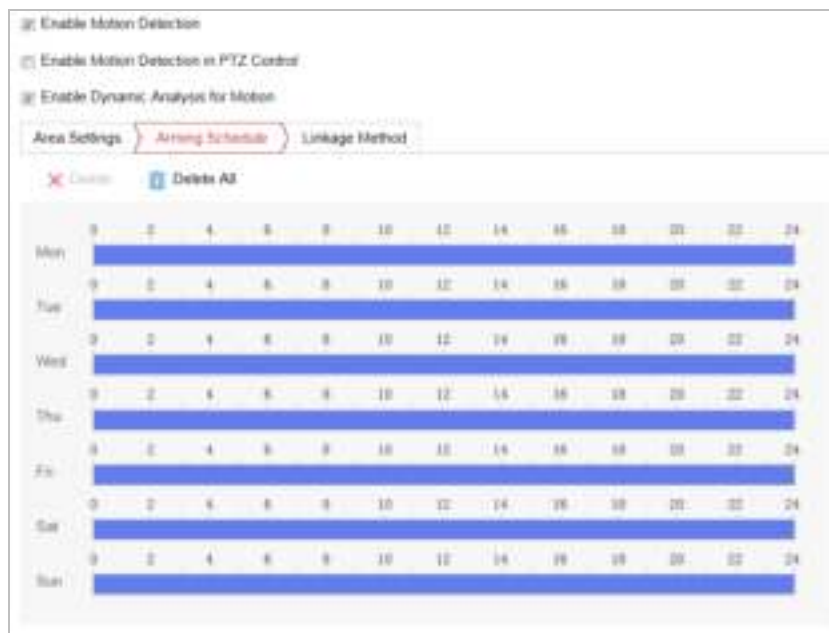 Enable Motion Detection
Enable Motion Detection in PTZ Control
Enable Dynamic Analysis for Motion
Area Settings Arming Schedule Linkage Method
Delete Delete All
0 2 4 6 8 10 12 14 16 18 20 22 24
Mon
0 2 4 6 8 10 12 14 16 18 20 22 24
Tue
0 2 4 6 8 10 12 14 16 18 20 22 24
Wed
0 2 4 6 8 10 12 14 16 18 20 22 24
Thu
0 2 4 6 8 10 12 14 16 18 20 22 24
Fri
0 2 4 6 8 10 12 14 16 18 20 22 24
Sat
0 2 4 6 8 10 12 14 16 18 20 22 24
Sun